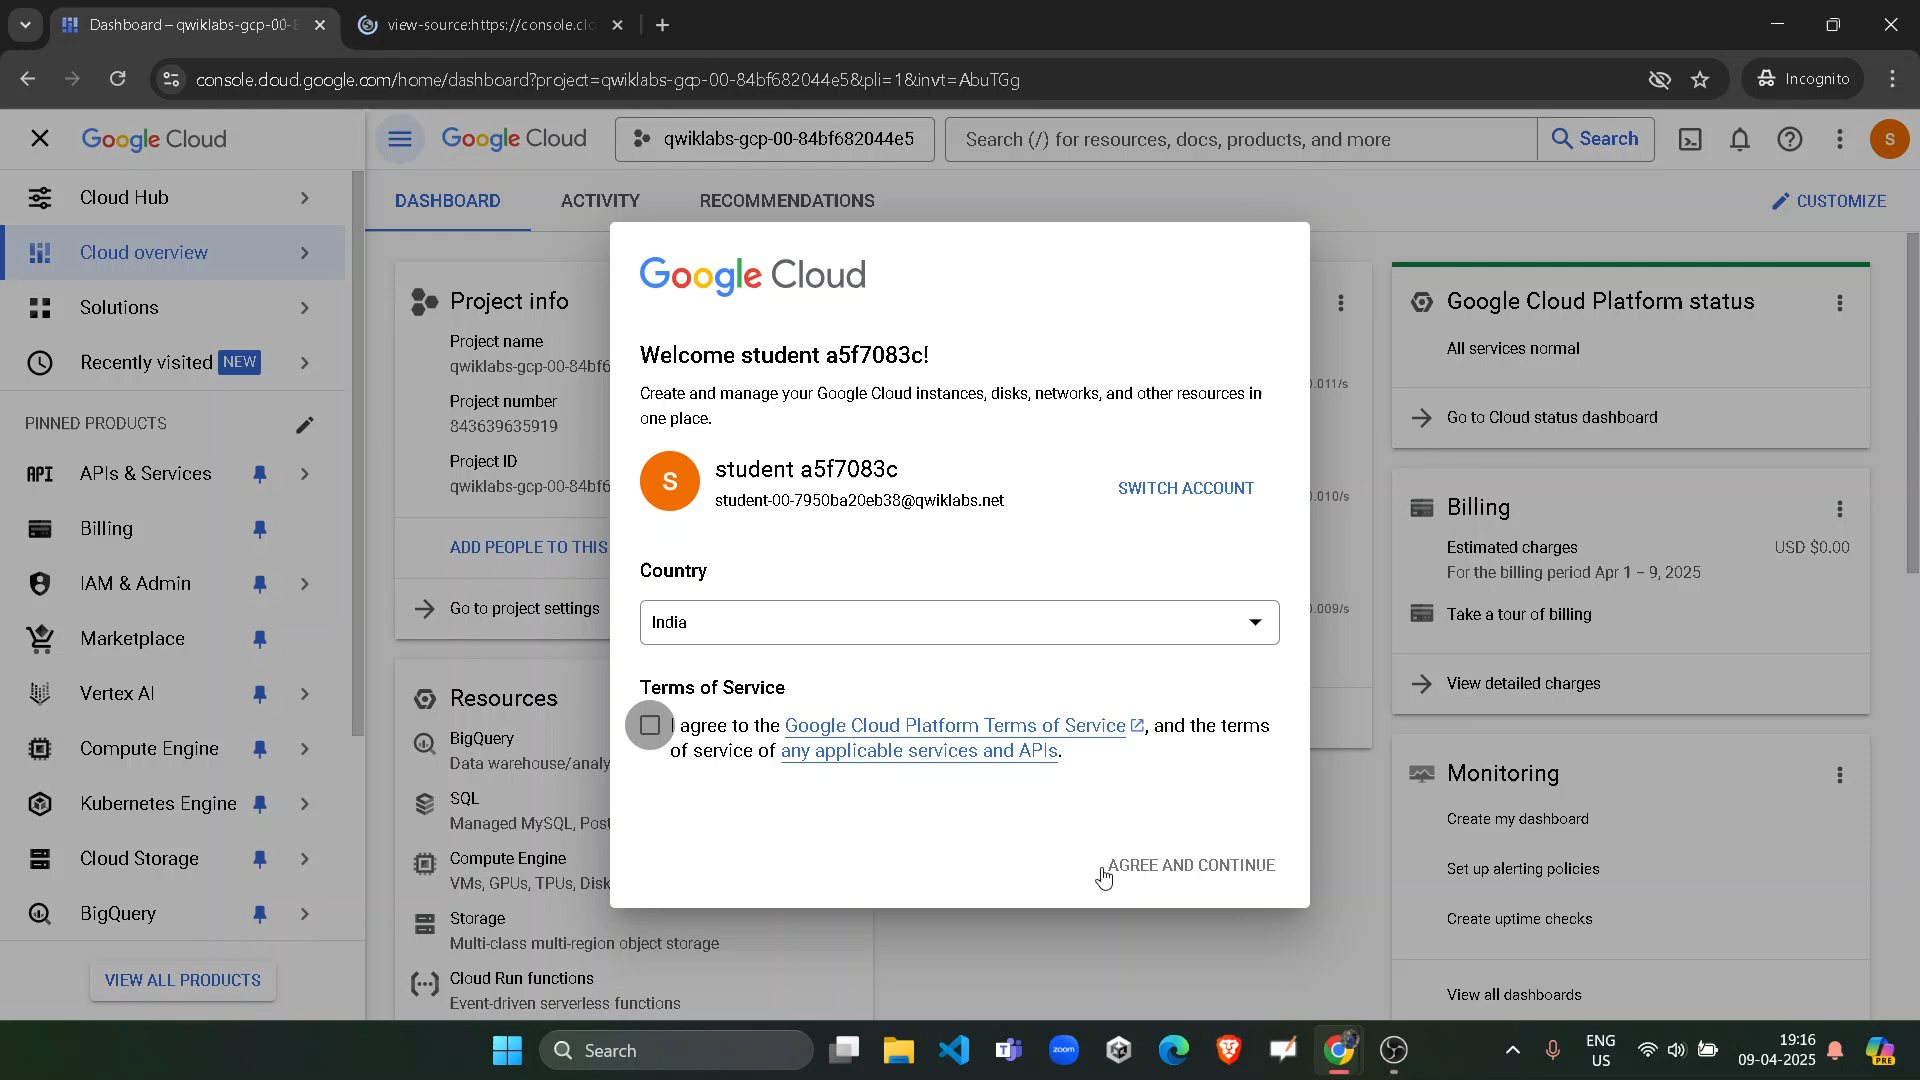 Dashboard – qwiklabs-gcp-00-8
view-source:https://console.clo
console.cloud.google.com/home/dashboard?project=qwiklabs-gcp-00-84bf682044e5&pli=1&invt=AbuTGg
Incognito
Google Cloud
Google Cloud
qwiklabs-gcp-00-84bf682044e5
Search (/) for resources, docs, products, and more
Search
S
Cloud Hub
Cloud overview
Solutions
Recently visited NEW
PINNED PRODUCTS
API APIs & Services
Billing
IAM & Admin
Marketplace
Vertex AI
Compute Engine
Kubernetes Engine
Cloud Storage
BigQuery
VIEW ALL PRODUCTS
DASHBOARD
ACTIVITY
RECOMMENDATIONS
CUSTOMIZE
Project info
Project name
qwiklabs-gcp-00-84bf6
Project number
843639635919
Project ID
qwiklabs-gcp-00-84bf6
ADD PEOPLE TO THIS
Go to project settings
Resources
BigQuery
Data warehouse/analy
SQL
Managed MySQL, Post
Compute Engine
VMs, GPUs, TPUs, Disk
Storage
Multi-class multi-region object storage
Cloud Run functions
Event-driven serverless functions
Google Cloud
Welcome student a5f7083c!
Create and manage your Google Cloud instances, disks, networks, and other resources in
one place.
S
student a5f7083c
student-00-7950ba20eb38@qwiklabs.net
SWITCH ACCOUNT
Country
India
Terms of Service
I agree to the Google Cloud Platform Terms of Service, and the terms
of service of any applicable services and APIs.
AGREE AND CONTINUE
0.011/s
0.010/s
0.009/s
Google Cloud Platform status
All services normal
Go to Cloud status dashboard
Billing
Estimated charges
USD $0.00
For the billing period Apr 1 – 9, 2025
Take a tour of billing
View detailed charges
Monitoring
Create my dashboard
Set up alerting policies
Create uptime checks
View all dashboards
Search
zoom
ENG
US
19:16
09-04-2025
PRE